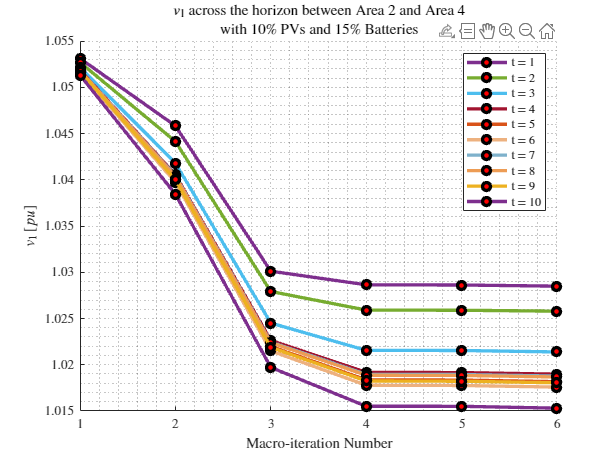 v₁ across the horizon between Area 2 and Area 4
with 10% PVs and 15% Batteries
1.055
1.05
1.045
1.04
1.035
1.03
1.025
1.02
1.015
v₁ [pu]
t = 1
t = 2
t = 3
t = 4
t = 5
t = 6
t = 7
t = 8
t = 9
t = 10
1 2 3 4 5 6
Macro-iteration Number